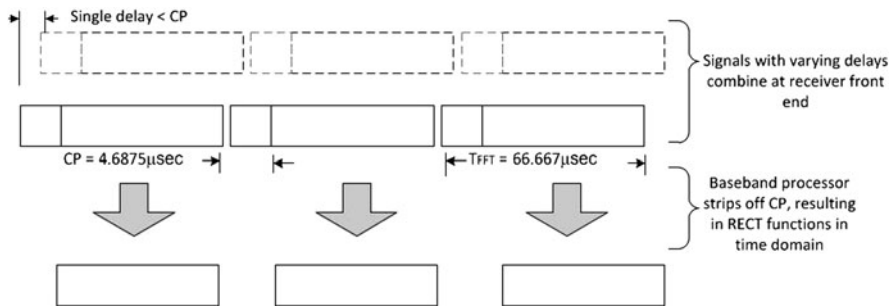 Single delay < CP
Signals with varying delays
combine at receiver front
end
CP = 4.6875μsec
TFFT = 66.667μsec
Baseband processor
strips off CP, resulting
in RECT functions in
time domain